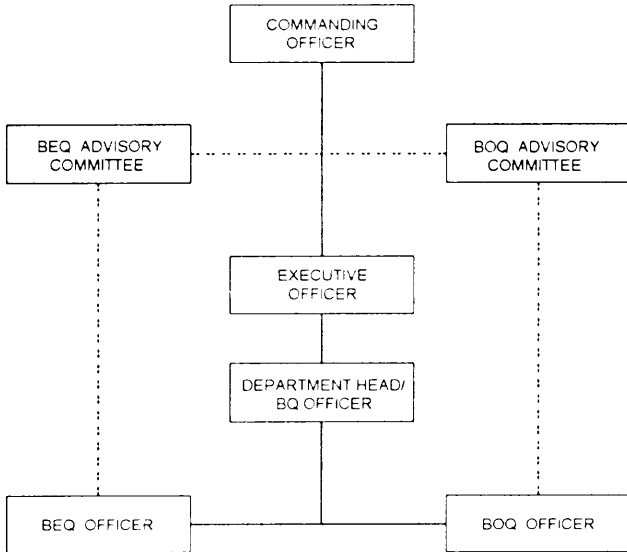 COMMANDING
OFFICER
BEQ ADVISORY
COMMITTEE
BOQ ADVISORY
COMMITTEE
EXECUTIVE
OFFICER
DEPARTMENT HEAD/
BQ OFFICER
BEQ OFFICER
BOQ OFFICER